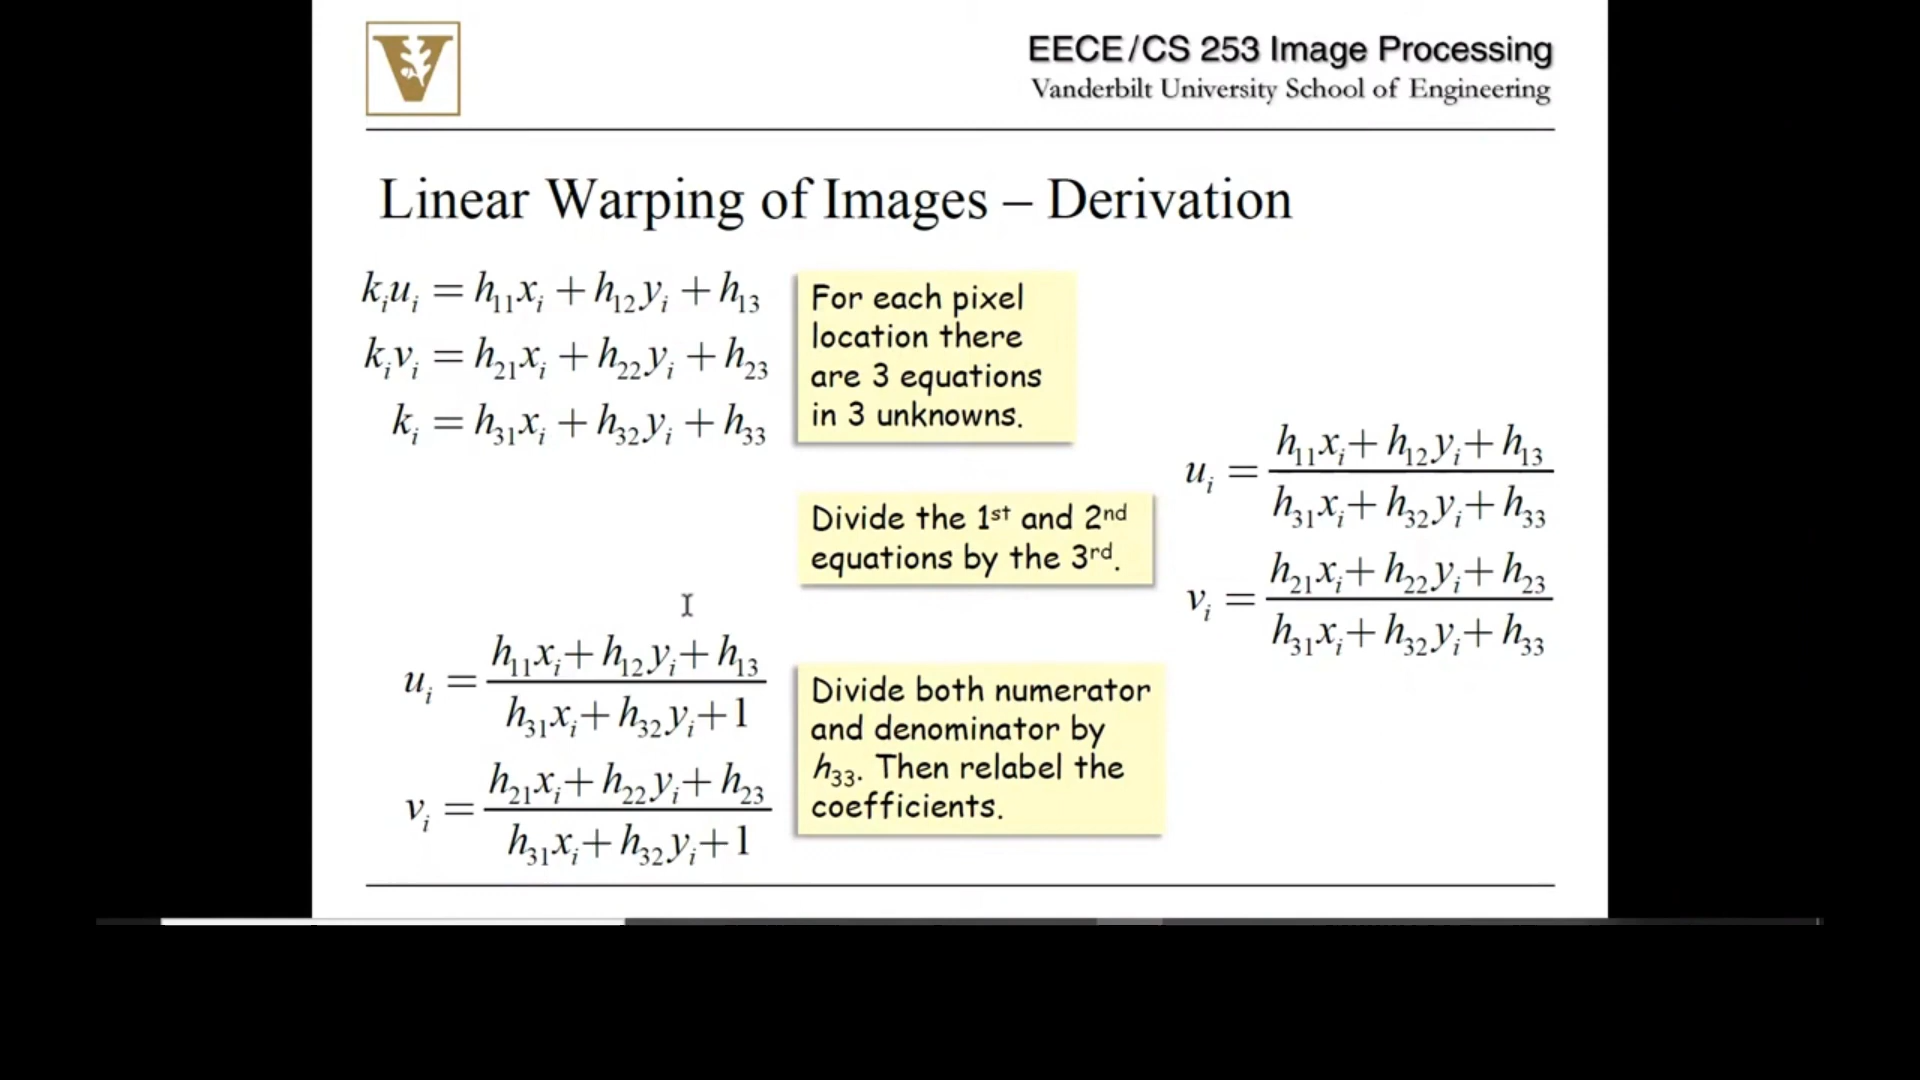 EECE/CS 253 Image Processing
Vanderbilt University School of Engineering
Linear Warping of Images – Derivation
kᵢuᵢ = h₁₁xᵢ + h₁₂yᵢ + h₁₃
kᵢvᵢ = h₂₁xᵢ + h₂₂yᵢ + h₂₃
kᵢ = h₃₁xᵢ + h₃₂yᵢ + h₃₃
For each pixel
location there
are 3 equations
in 3 unknowns.
Divide the 1st and 2nd
equations by the 3rd.
uᵢ = (h₁₁xᵢ + h₁₂yᵢ + h₁₃) / (h₃₁xᵢ + h₃₂yᵢ + h₃₃)
vᵢ = (h₂₁xᵢ + h₂₂yᵢ + h₂₃) / (h₃₁xᵢ + h₃₂yᵢ + h₃₃)
uᵢ = (h₁₁xᵢ + h₁₂yᵢ + h₁₃) / (h₃₁xᵢ + h₃₂yᵢ + 1)
vᵢ = (h₂₁xᵢ + h₂₂yᵢ + h₂₃) / (h₃₁xᵢ + h₃₂yᵢ + 1)
Divide both numerator
and denominator by
h₃₃. Then relabel the
coefficients.